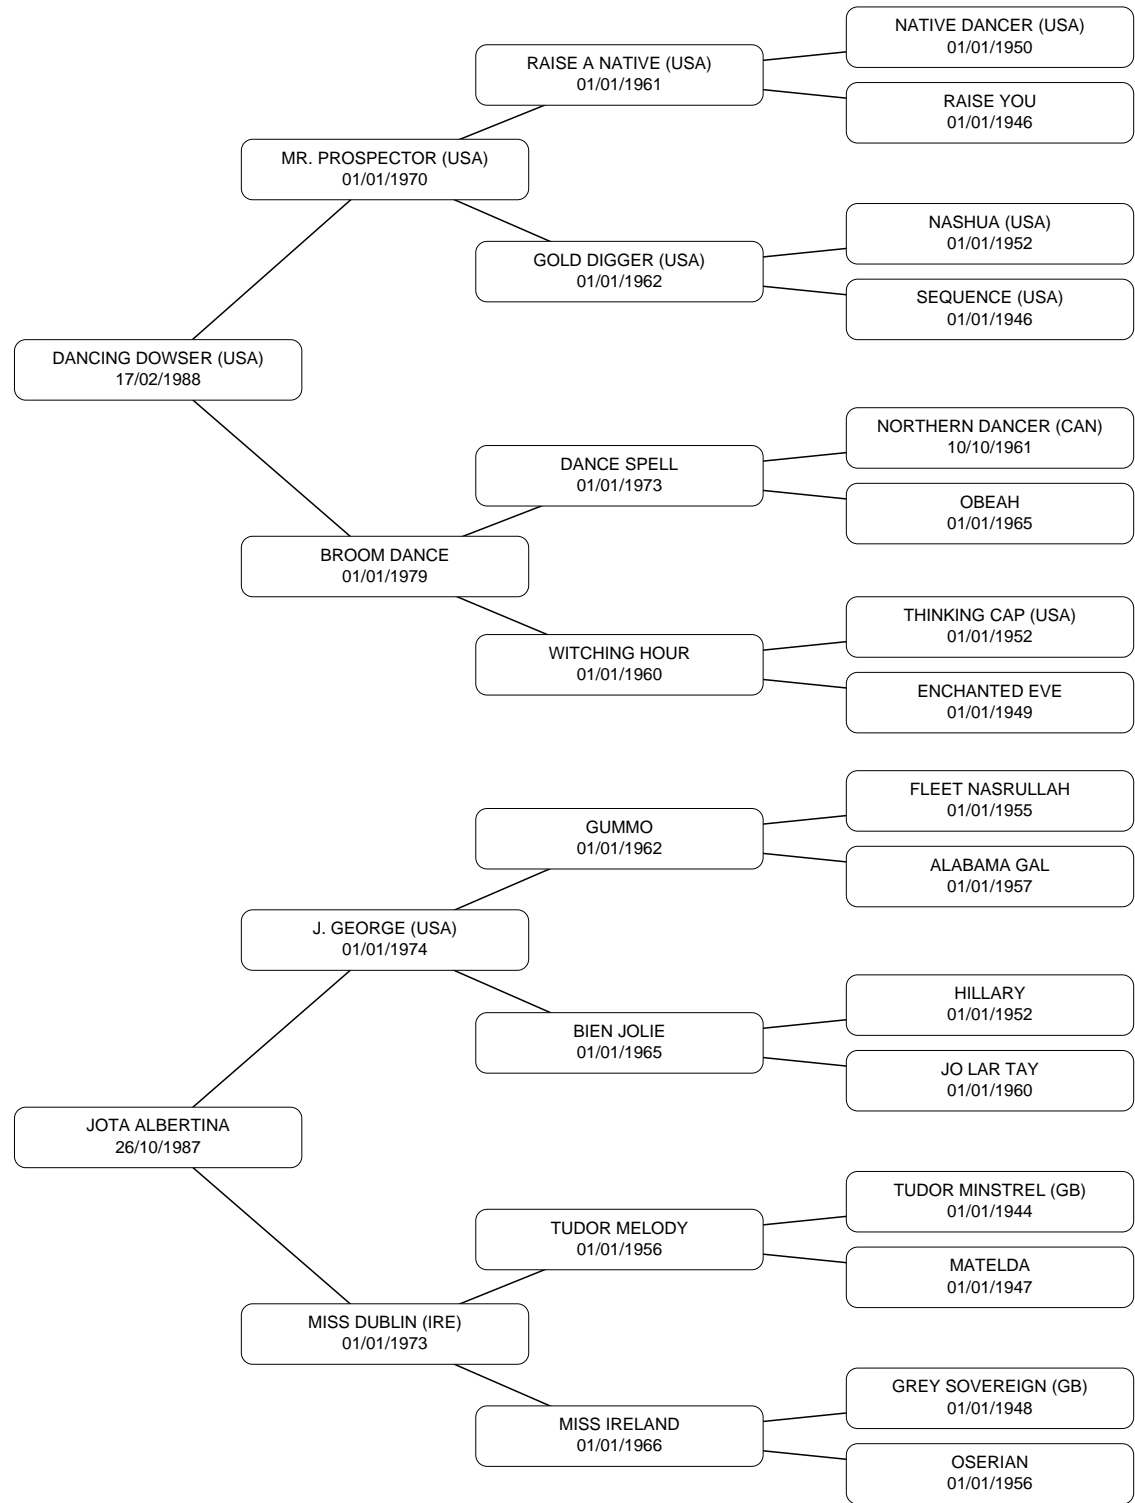 NATIVE DANCER (USA)
01/01/1950
RAISE A NATIVE (USA)
01/01/1961
RAISE YOU
01/01/1946
MR. PROSPECTOR (USA)
01/01/1970
NASHUA (USA)
01/01/1952
GOLD DIGGER (USA)
01/01/1962
SEQUENCE (USA)
01/01/1946
DANCING DOWSER (USA)
17/02/1988
NORTHERN DANCER (CAN)
10/10/1961
DANCE SPELL
01/01/1973
OBEAH
01/01/1965
BROOM DANCE
01/01/1979
THINKING CAP (USA)
01/01/1952
WITCHING HOUR
01/01/1960
ENCHANTED EVE
01/01/1949
FLEET NASRULLAH
01/01/1955
GUMMO
01/01/1962
ALABAMA GAL
01/01/1957
J. GEORGE (USA)
01/01/1974
HILLARY
01/01/1952
BIEN JOLIE
01/01/1965
JO LAR TAY
01/01/1960
JOTA ALBERTINA
26/10/1987
TUDOR MINSTREL (GB)
01/01/1944
TUDOR MELODY
01/01/1956
MATELDA
01/01/1947
MISS DUBLIN (IRE)
01/01/1973
GREY SOVEREIGN (GB)
01/01/1948
MISS IRELAND
01/01/1966
OSERIAN
01/01/1956